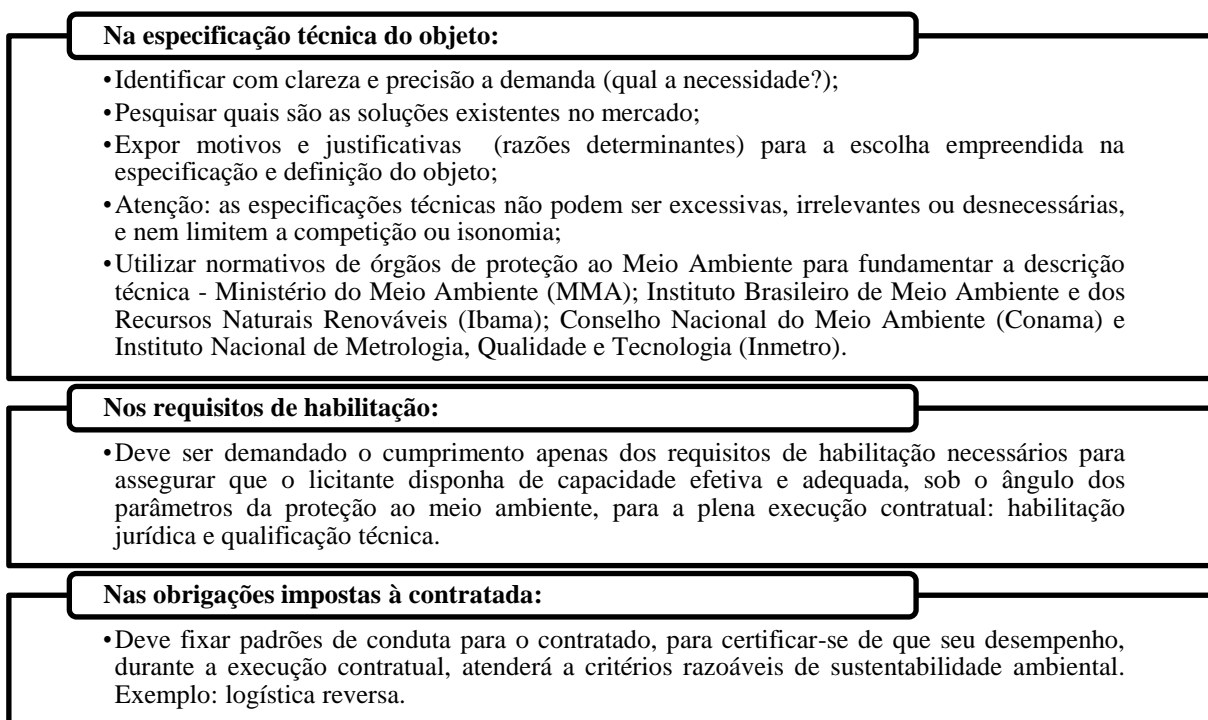 Na especificação técnica do objeto:
•Identificar com clareza e precisão a demanda (qual a necessidade?);
•Pesquisar quais são as soluções existentes no mercado;
•Expor motivos e justificativas (razões determinantes) para a escolha empreendida na
especificação e definição do objeto;
•Atenção: as especificações técnicas não podem ser excessivas, irrelevantes ou desnecessárias,
e nem limitem a competição ou isonomia;
•Utilizar normativos de órgãos de proteção ao Meio Ambiente para fundamentar a descrição
técnica - Ministério do Meio Ambiente (MMA); Instituto Brasileiro de Meio Ambiente e dos
Recursos Naturais Renováveis (Ibama); Conselho Nacional do Meio Ambiente (Conama) e
Instituto Nacional de Metrologia, Qualidade e Tecnologia (Inmetro).
Nos requisitos de habilitação:
•Deve ser demandado o cumprimento apenas dos requisitos de habilitação necessários para
assegurar que o licitante disponha de capacidade efetiva e adequada, sob o ângulo dos
parâmetros da proteção ao meio ambiente, para a plena execução contratual: habilitação
jurídica e qualificação técnica.
Nas obrigações impostas à contratada:
•Deve fixar padrões de conduta para o contratado, para certificar-se de que seu desempenho,
durante a execução contratual, atenderá a critérios razoáveis de sustentabilidade ambiental.
Exemplo: logística reversa.